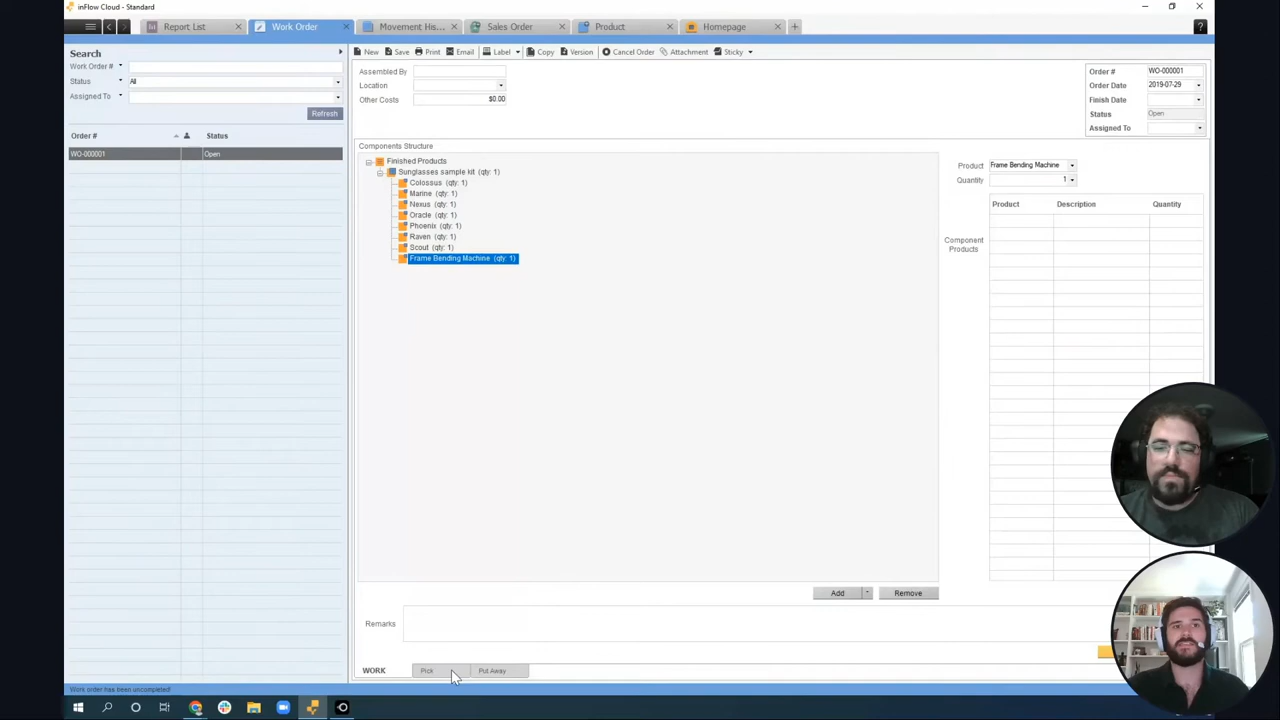 inFlow Cloud - Standard
Report List
Work Order
Movement His...
Sales Order
Product
Homepage
Search
Work Order #
Status
All
Assigned To
Refresh
Order #
Status
WO-000001
Open
New
Save
Print
Email
Label
Copy
Version
Cancel Order
Attachment
Sticky
Assembled By
Location
Other Costs
$0.00
Order #
WO-000001
Order Date
2019-07-29
Finish Date
Status
Open
Assigned To
Components Structure
Finished Products
Sunglasses sample kit (qty: 1)
Colossus (qty: 1)
Marine (qty: 1)
Nexus (qty: 1)
Oracle (qty: 1)
Phoenix (qty: 1)
Raven (qty: 1)
Scout (qty: 1)
Frame Bending Machine (qty: 1)
Product
Frame Bending Machine
Quantity
1
Product
Description
Quantity
Component
Products
Add
Remove
Remarks
WORK
Pick
Put Away
Work order has been uncompleted!